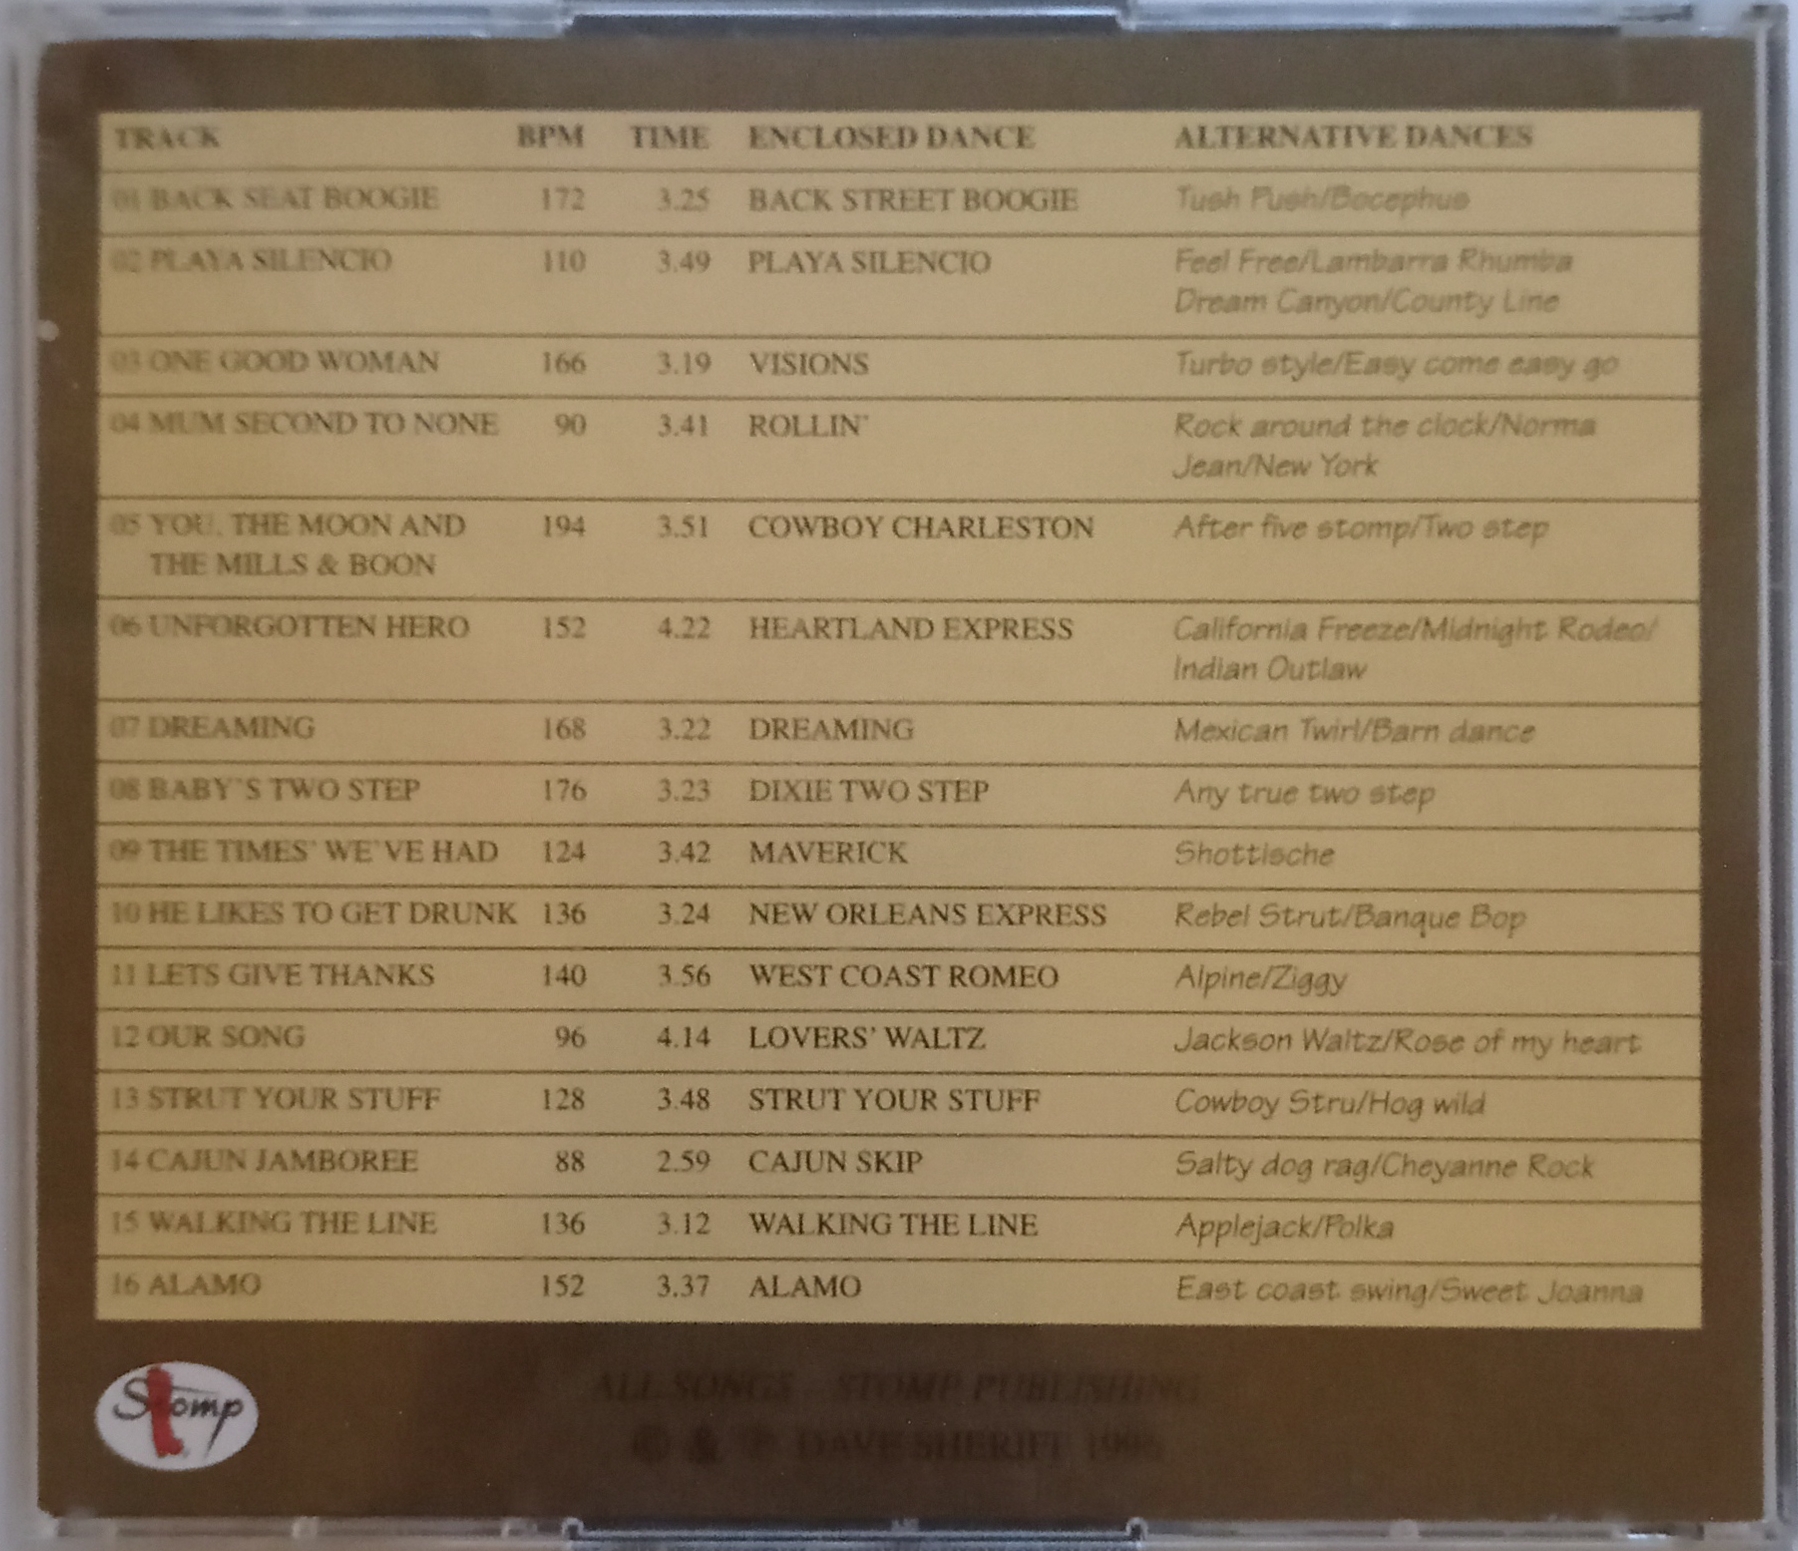 TRACK BPM TIME ENCLOSED DANCE ALTERNATIVE DANCES
01 BACK SEAT BOOGIE 172 3.25 BACK STREET BOOGIE Tush Push/Bocephus
02 PLAYA SILENCIO 110 3.49 PLAYA SILENCIO Feel Free/Lambarra Rhumba
Dream Canyon/County Line
03 ONE GOOD WOMAN 166 3.19 VISIONS Turbo style/Easy come easy go
04 MUM SECOND TO NONE 90 3.41 ROLLIN' Rock around the clock/Norma
Jean/New York
05 YOU, THE MOON AND 194 3.51 COWBOY CHARLESTON After five stomp/Two step
THE MILLS & BOON
06 UNFORGOTTEN HERO 152 4.22 HEARTLAND EXPRESS California Freeze/Midnight Rodeo/
Indian Outlaw
07 DREAMING 168 3.22 DREAMING Mexican Twirl/Barn dance
08 BABY'S TWO STEP 176 3.23 DIXIE TWO STEP Any true two step
09 THE TIMES' WE'VE HAD 124 3.42 MAVERICK Shottische
10 HE LIKES TO GET DRUNK 136 3.24 NEW ORLEANS EXPRESS Rebel Strut/Banque Bop
11 LETS GIVE THANKS 140 3.56 WEST COAST ROMEO Alpine/Ziggy
12 OUR SONG 96 4.14 LOVERS' WALTZ Jackson Waltz/Rose of my heart
13 STRUT YOUR STUFF 128 3.48 STRUT YOUR STUFF Cowboy Stru/Hog wild
14 CAJUN JAMBOREE 88 2.59 CAJUN SKIP Salty dog rag/Cheyanne Rock
15 WALKING THE LINE 136 3.12 WALKING THE LINE Applejack/Polka
16 ALAMO 152 3.37 ALAMO East coast swing/Sweet Joanna
Stomp
ALL SONGS - STOMP PUBLISHING
© & ℗ DAVE SHERIFF